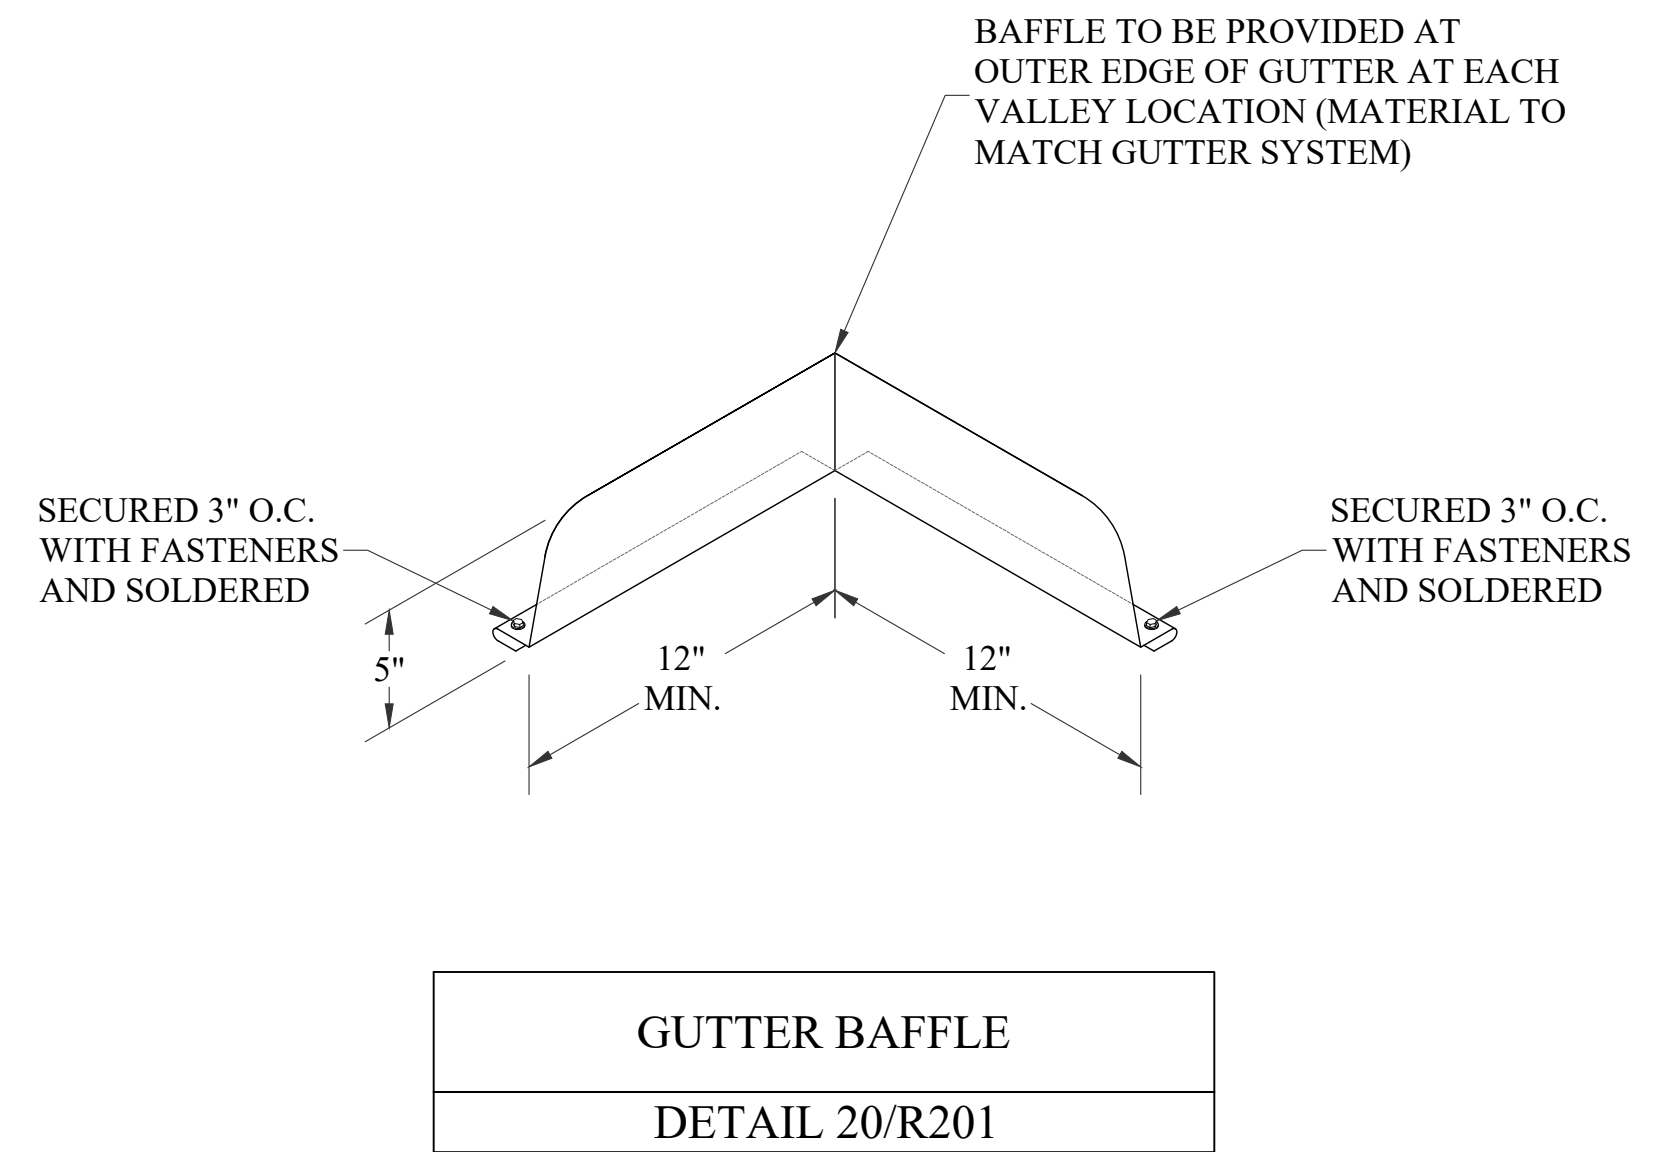 BAFFLE TO BE PROVIDED AT
OUTER EDGE OF GUTTER AT EACH
VALLEY LOCATION (MATERIAL TO
MATCH GUTTER SYSTEM)
SECURED 3" O.C.
WITH FASTENERS
AND SOLDERED
SECURED 3" O.C.
WITH FASTENERS
AND SOLDERED
5"
12"
MIN.
12"
MIN.
GUTTER BAFFLE
DETAIL 20/R201